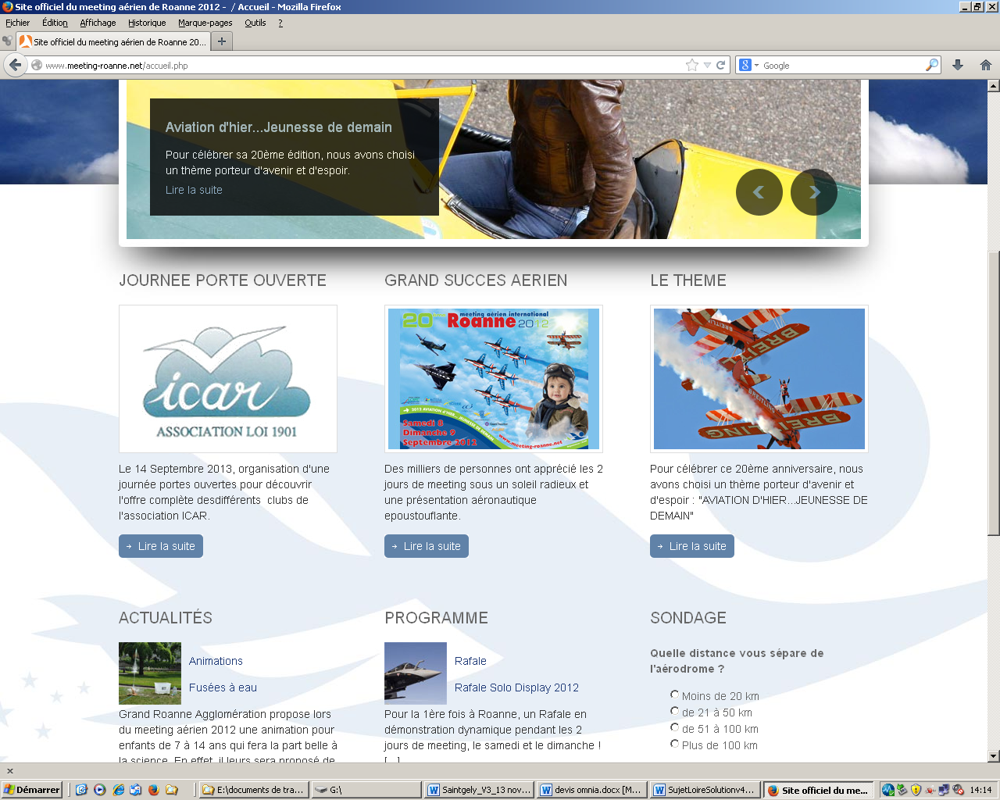 Site officiel du meeting aérien de Roanne 2012 - / Accueil - Mozilla Firefox
Fichier Édition Affichage Historique Marque-pages Outils ?
Site officiel du meeting aérien de Roanne 20...
www.meeting-roanne.net/accueil.php
Google
Aviation d'hier...Jeunesse de demain
Pour célébrer sa 20ème édition, nous avons choisi
un thème porteur d'avenir et d'espoir.
Lire la suite
JOURNEE PORTE OUVERTE
icar
ASSOCIATION LOI 1901
Le 14 Septembre 2013, organisation d'une
journée portes ouvertes pour découvrir
l'offre complète desdifférents clubs de
l'association ICAR.
Lire la suite
GRAND SUCCES AERIEN
meeting aérien international
20
Roanne 2012
2012 AVIATION D'HIER... JEUNESSE DE DEMAIN
Samedi 8
Dimanche 9
Septembre 2012
www.meeting-roanne.net
Des milliers de personnes ont apprécié les 2
jours de meeting sous un soleil radieux et
une présentation aéronautique
epoustouflante.
Lire la suite
LE THEME
BREITLING
BREITLING
BREITLING
Pour célébrer ce 20ème anniversaire, nous
avons choisi un thème porteur d'avenir et
d'espoir : "AVIATION D'HIER...JEUNESSE DE
DEMAIN"
Lire la suite
ACTUALITÉS
Animations
Fusées à eau
Grand Roanne Agglomération propose lors
du meeting aérien 2012 une animation pour
enfants de 7 à 14 ans qui fera la part belle à
la science. En effet, il leurs sera proposé de
PROGRAMME
Rafale
Rafale Solo Display 2012
Pour la 1ère fois à Roanne, un Rafale en
démonstration dynamique pendant les 2
jours de meeting, le samedi et le dimanche !
[...]
SONDAGE
Quelle distance vous sépare de
l'aérodrome ?
Moins de 20 km
de 21 à 50 km
de 51 à 100 km
Plus de 100 km
Démarrer
E:\documents de tra...
G:\
Saintgely_V3_13 nov...
devis omnia.docx [M...
SujetLoireSolutionv4...
Site officiel du me...
14:14